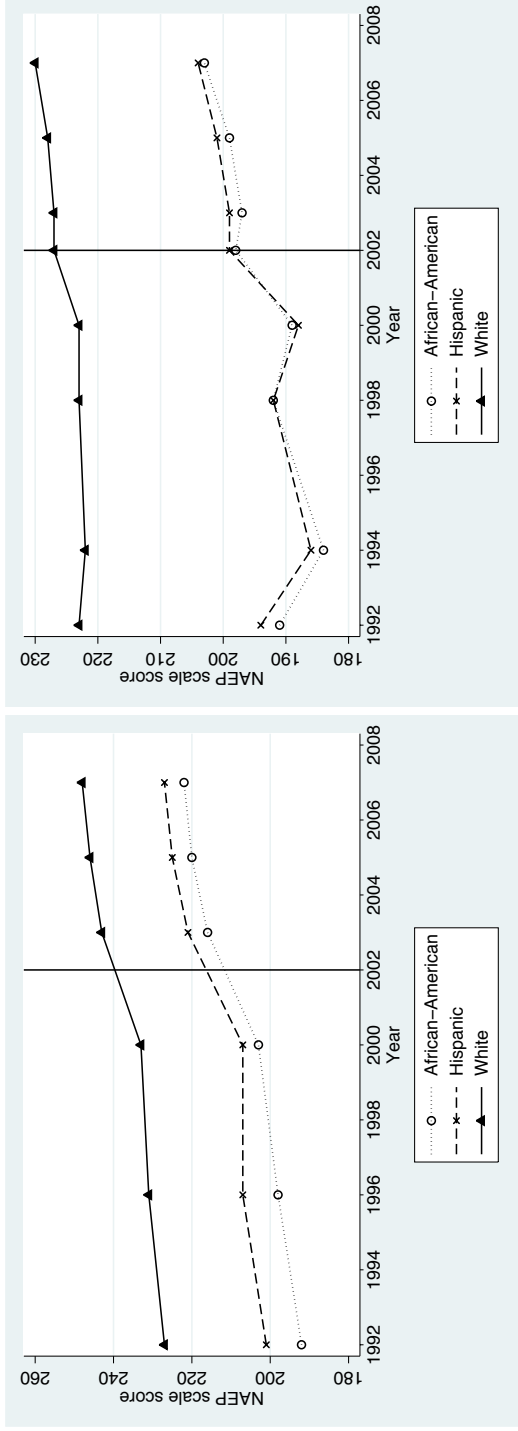 NAEP scale score
260
240
220
200
180
1992 1994 1996 1998 2000 2002 2004 2006 2008
Year
African−American
Hispanic
White
NAEP scale score
230
220
210
200
190
180
1992 1994 1996 1998 2000 2002 2004 2006 2008
Year
African−American
Hispanic
White